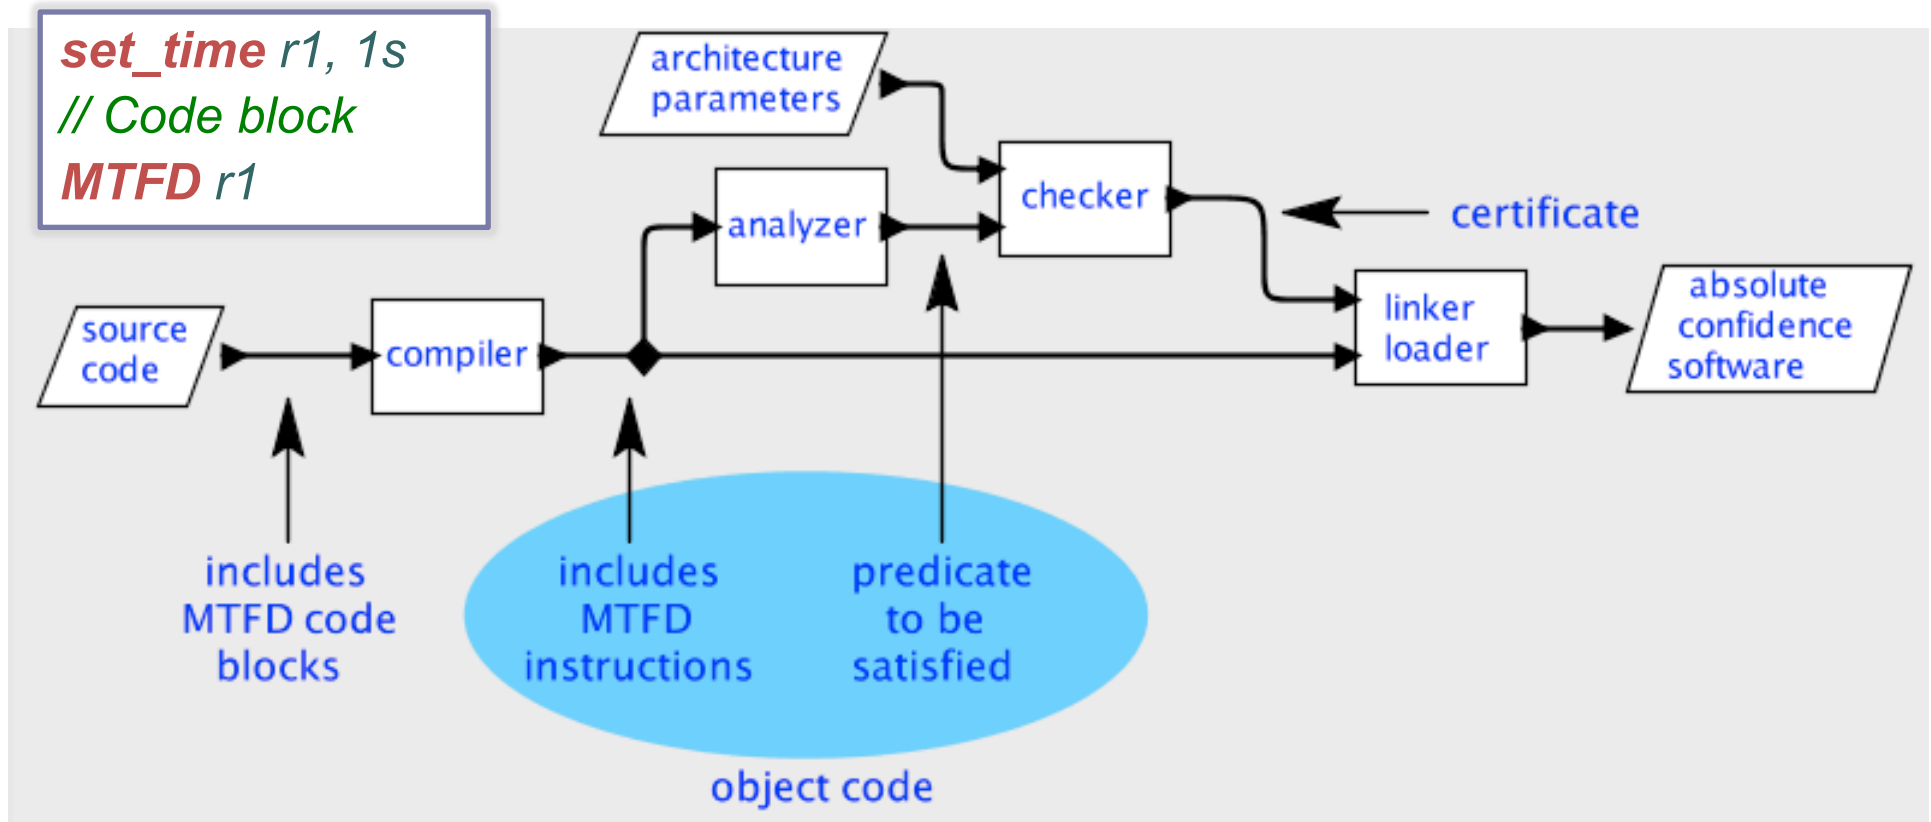 set_time r1, 1s
// Code block
MTFD r1
architecture
parameters
checker
analyzer
certificate
source
code
compiler
linker
loader
absolute
confidence
software
includes
MTFD code
blocks
includes
MTFD
instructions
predicate
to be
satisfied
object code